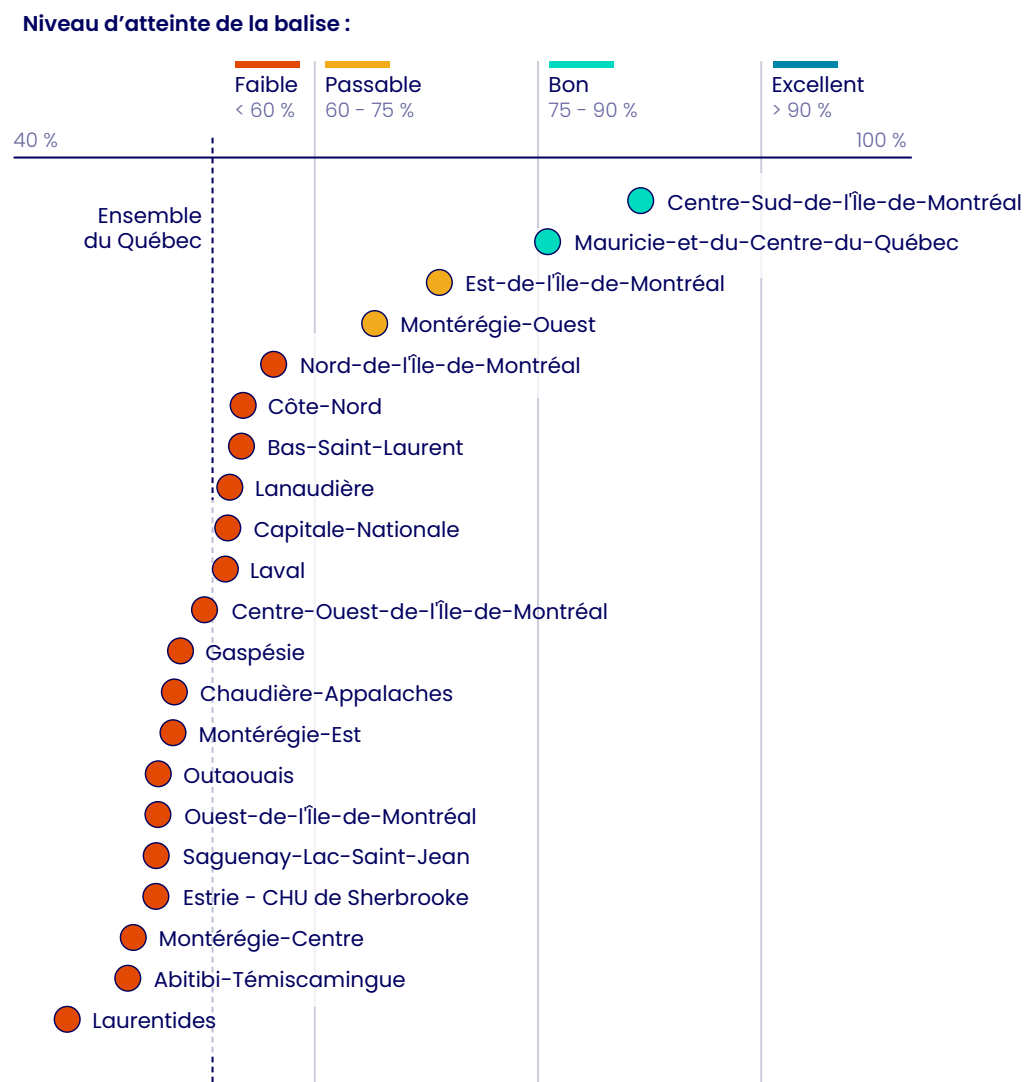 Niveau d’atteinte de la balise :
Faible
< 60 %
Passable
60 - 75 %
Bon
75 - 90 %
Excellent
> 90 %
40 %
100 %
Ensemble
du Québec
Centre-Sud-de-l'Île-de-Montréal
Mauricie-et-du-Centre-du-Québec
Est-de-l'Île-de-Montréal
Montérégie-Ouest
Nord-de-l'Île-de-Montréal
Côte-Nord
Bas-Saint-Laurent
Lanaudière
Capitale-Nationale
Laval
Centre-Ouest-de-l'Île-de-Montréal
Gaspésie
Chaudière-Appalaches
Montérégie-Est
Outaouais
Ouest-de-l'Île-de-Montréal
Saguenay-Lac-Saint-Jean
Estrie - CHU de Sherbrooke
Montérégie-Centre
Abitibi-Témiscamingue
Laurentides